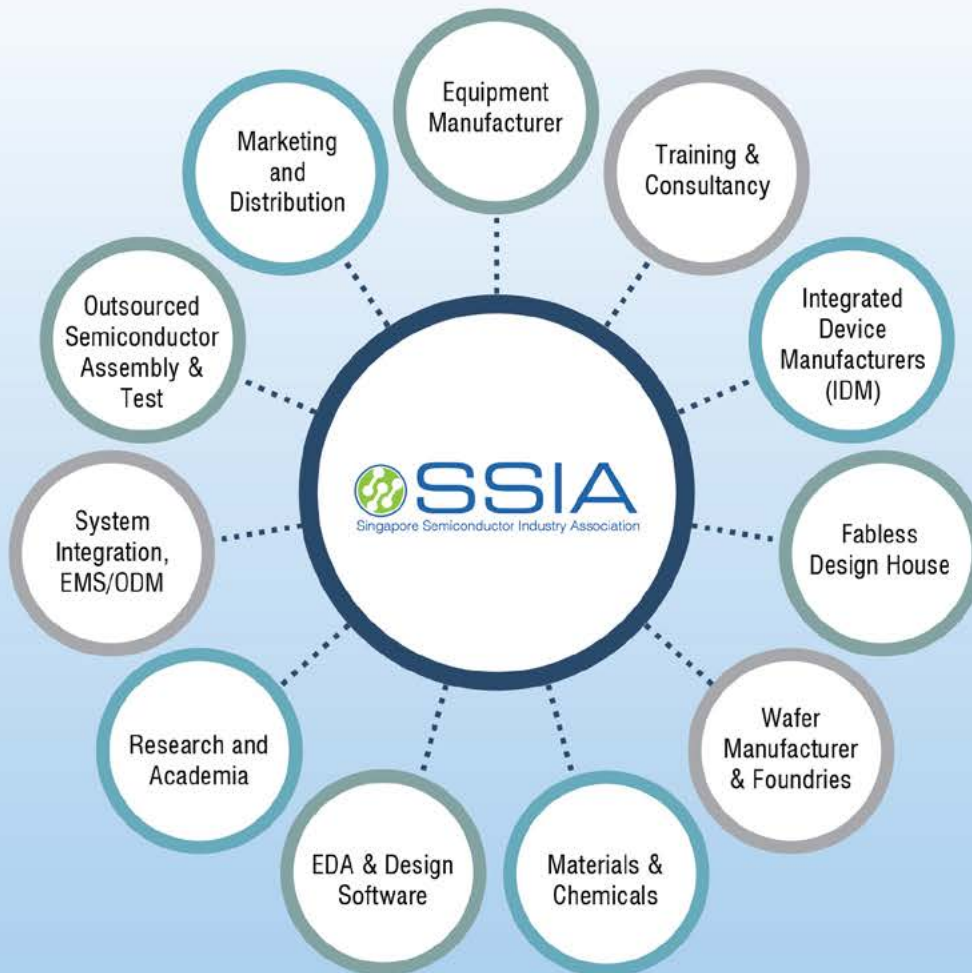 Equipment
Manufacturer
Training &
Consultancy
Integrated
Device
Manufacturers
(IDM)
Fabless
Design House
Wafer
Manufacturer
& Foundries
Materials &
Chemicals
EDA & Design
Software
Research and
Academia
System
Integration,
EMS/ODM
Outsourced
Semiconductor
Assembly &
Test
Marketing
and
Distribution
SSIA
Singapore Semiconductor Industry Association